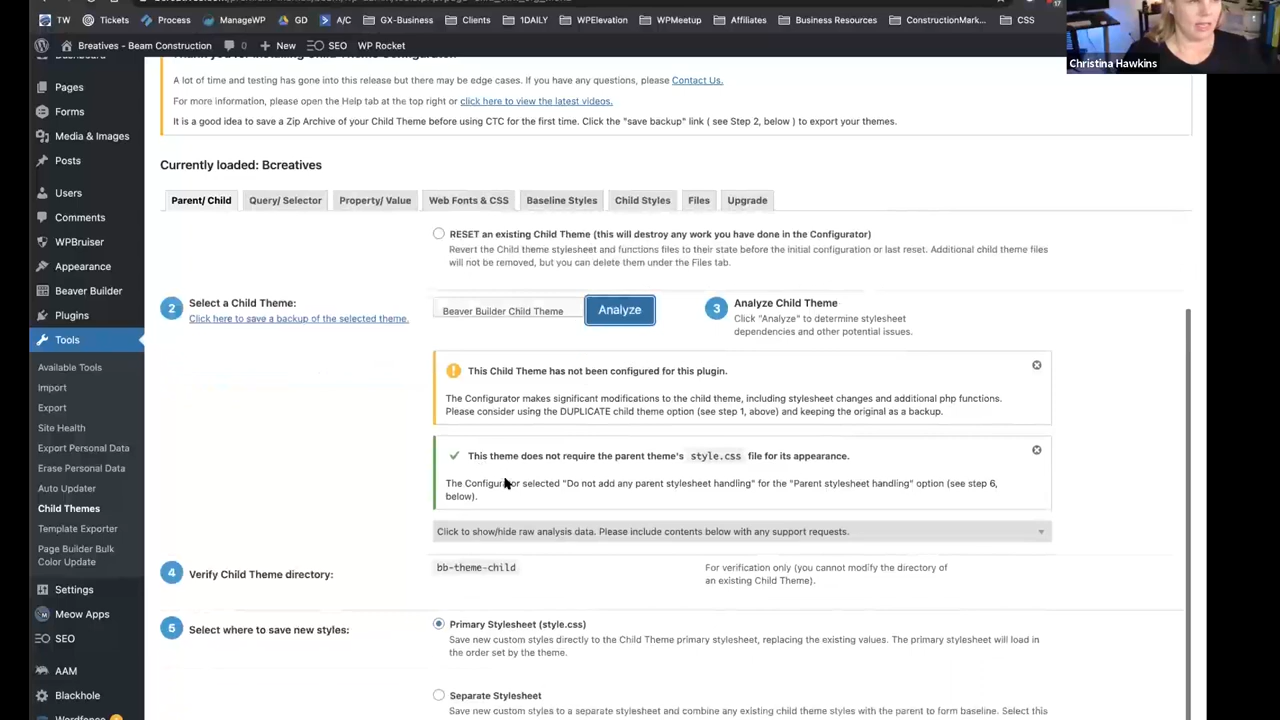 TW Tickets Process ManageWP GD A/C GX-Business Clients 1DAILY WPElevation WPMeetup Affiliates Business Resources ConstructionMark... CSS
17
Christina Hawkins
Breatives - Beam Construction 0 New SEO WP Rocket
Pages
Forms
Media & Images
Posts
Users
Comments
WPBruiser
Appearance
Beaver Builder
Plugins
Tools
Available Tools
Import
Export
Site Health
Export Personal Data
Erase Personal Data
Auto Updater
Child Themes
Template Exporter
Page Builder Bulk
Color Update
Settings
Meow Apps
SEO
AAM
Blackhole
A lot of time and testing has gone into this release but there may be edge cases. If you have any questions, please Contact Us.
For more information, please open the Help tab at the top right or click here to view the latest videos.
It is a good idea to save a Zip Archive of your Child Theme before using CTC for the first time. Click the "save backup" link ( see Step 2, below ) to export your themes.
Currently loaded: Bcreatives
Parent/ Child Query/ Selector Property/ Value Web Fonts & CSS Baseline Styles Child Styles Files Upgrade
RESET an existing Child Theme (this will destroy any work you have done in the Configurator)
Revert the Child theme stylesheet and functions files to their state before the initial configuration or last reset. Additional child theme files
will not be removed, but you can delete them under the Files tab.
2 Select a Child Theme:
Click here to save a backup of the selected theme.
Beaver Builder Child Theme Analyze
3 Analyze Child Theme
Click "Analyze" to determine stylesheet
dependencies and other potential issues.
This Child Theme has not been configured for this plugin.
The Configurator makes significant modifications to the child theme, including stylesheet changes and additional php functions.
Please consider using the DUPLICATE child theme option (see step 1, above) and keeping the original as a backup.
This theme does not require the parent theme's style.css file for its appearance.
The Configurator selected "Do not add any parent stylesheet handling" for the "Parent stylesheet handling" option (see step 6,
below).
Click to show/hide raw analysis data. Please include contents below with any support requests.
4 Verify Child Theme directory:
bb-theme-child
For verification only (you cannot modify the directory of
an existing Child Theme).
5 Select where to save new styles:
Primary Stylesheet (style.css)
Save new custom styles directly to the Child Theme primary stylesheet, replacing the existing values. The primary stylesheet will load in
the order set by the theme.
Separate Stylesheet
Save new custom styles to a separate stylesheet and combine any existing child theme styles with the parent to form baseline. Select this